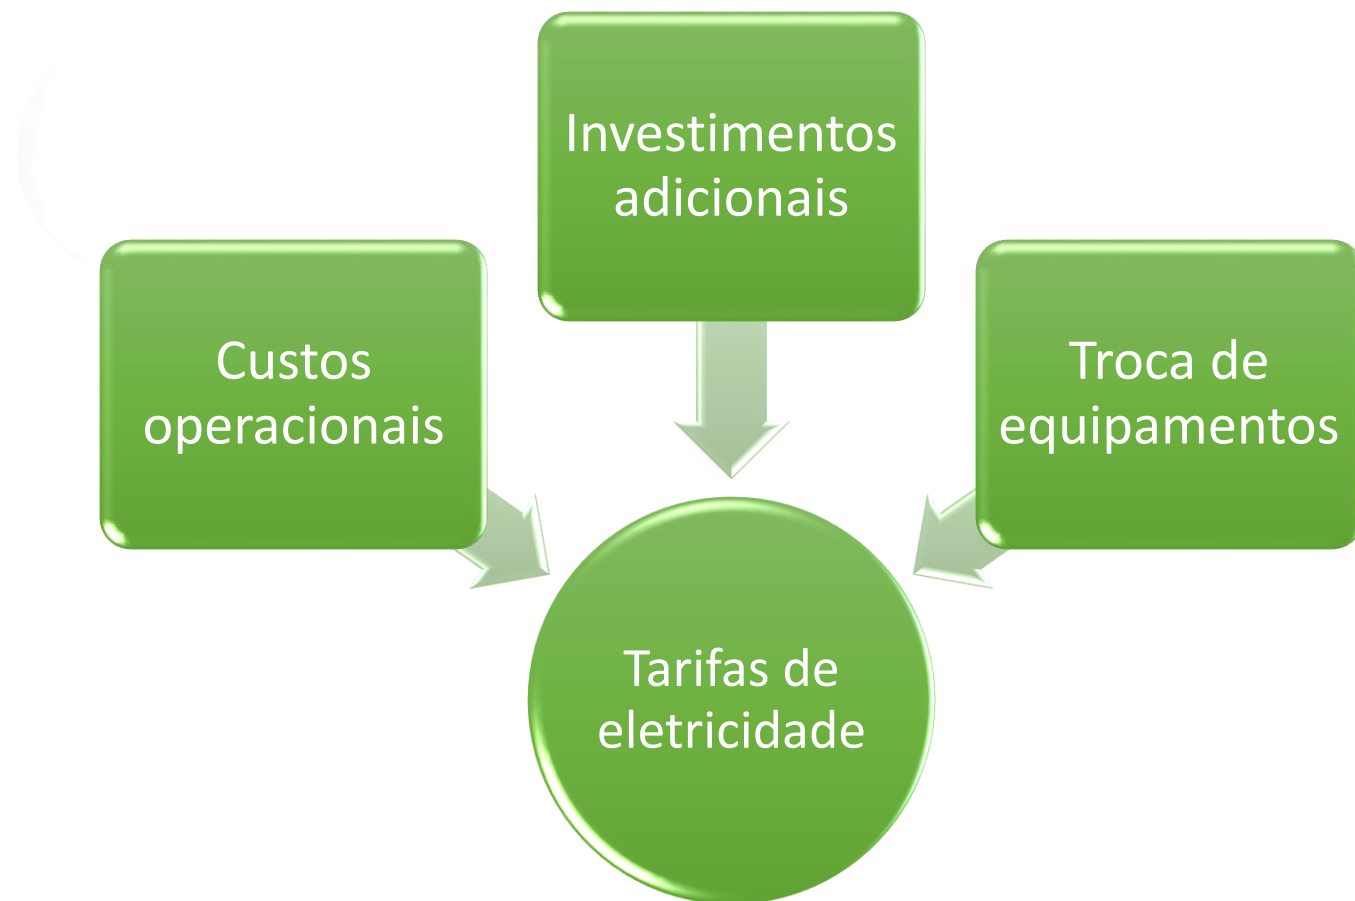 Investimentos
adicionais
Custos
operacionais
Troca de
equipamentos
Tarifas de
eletricidade